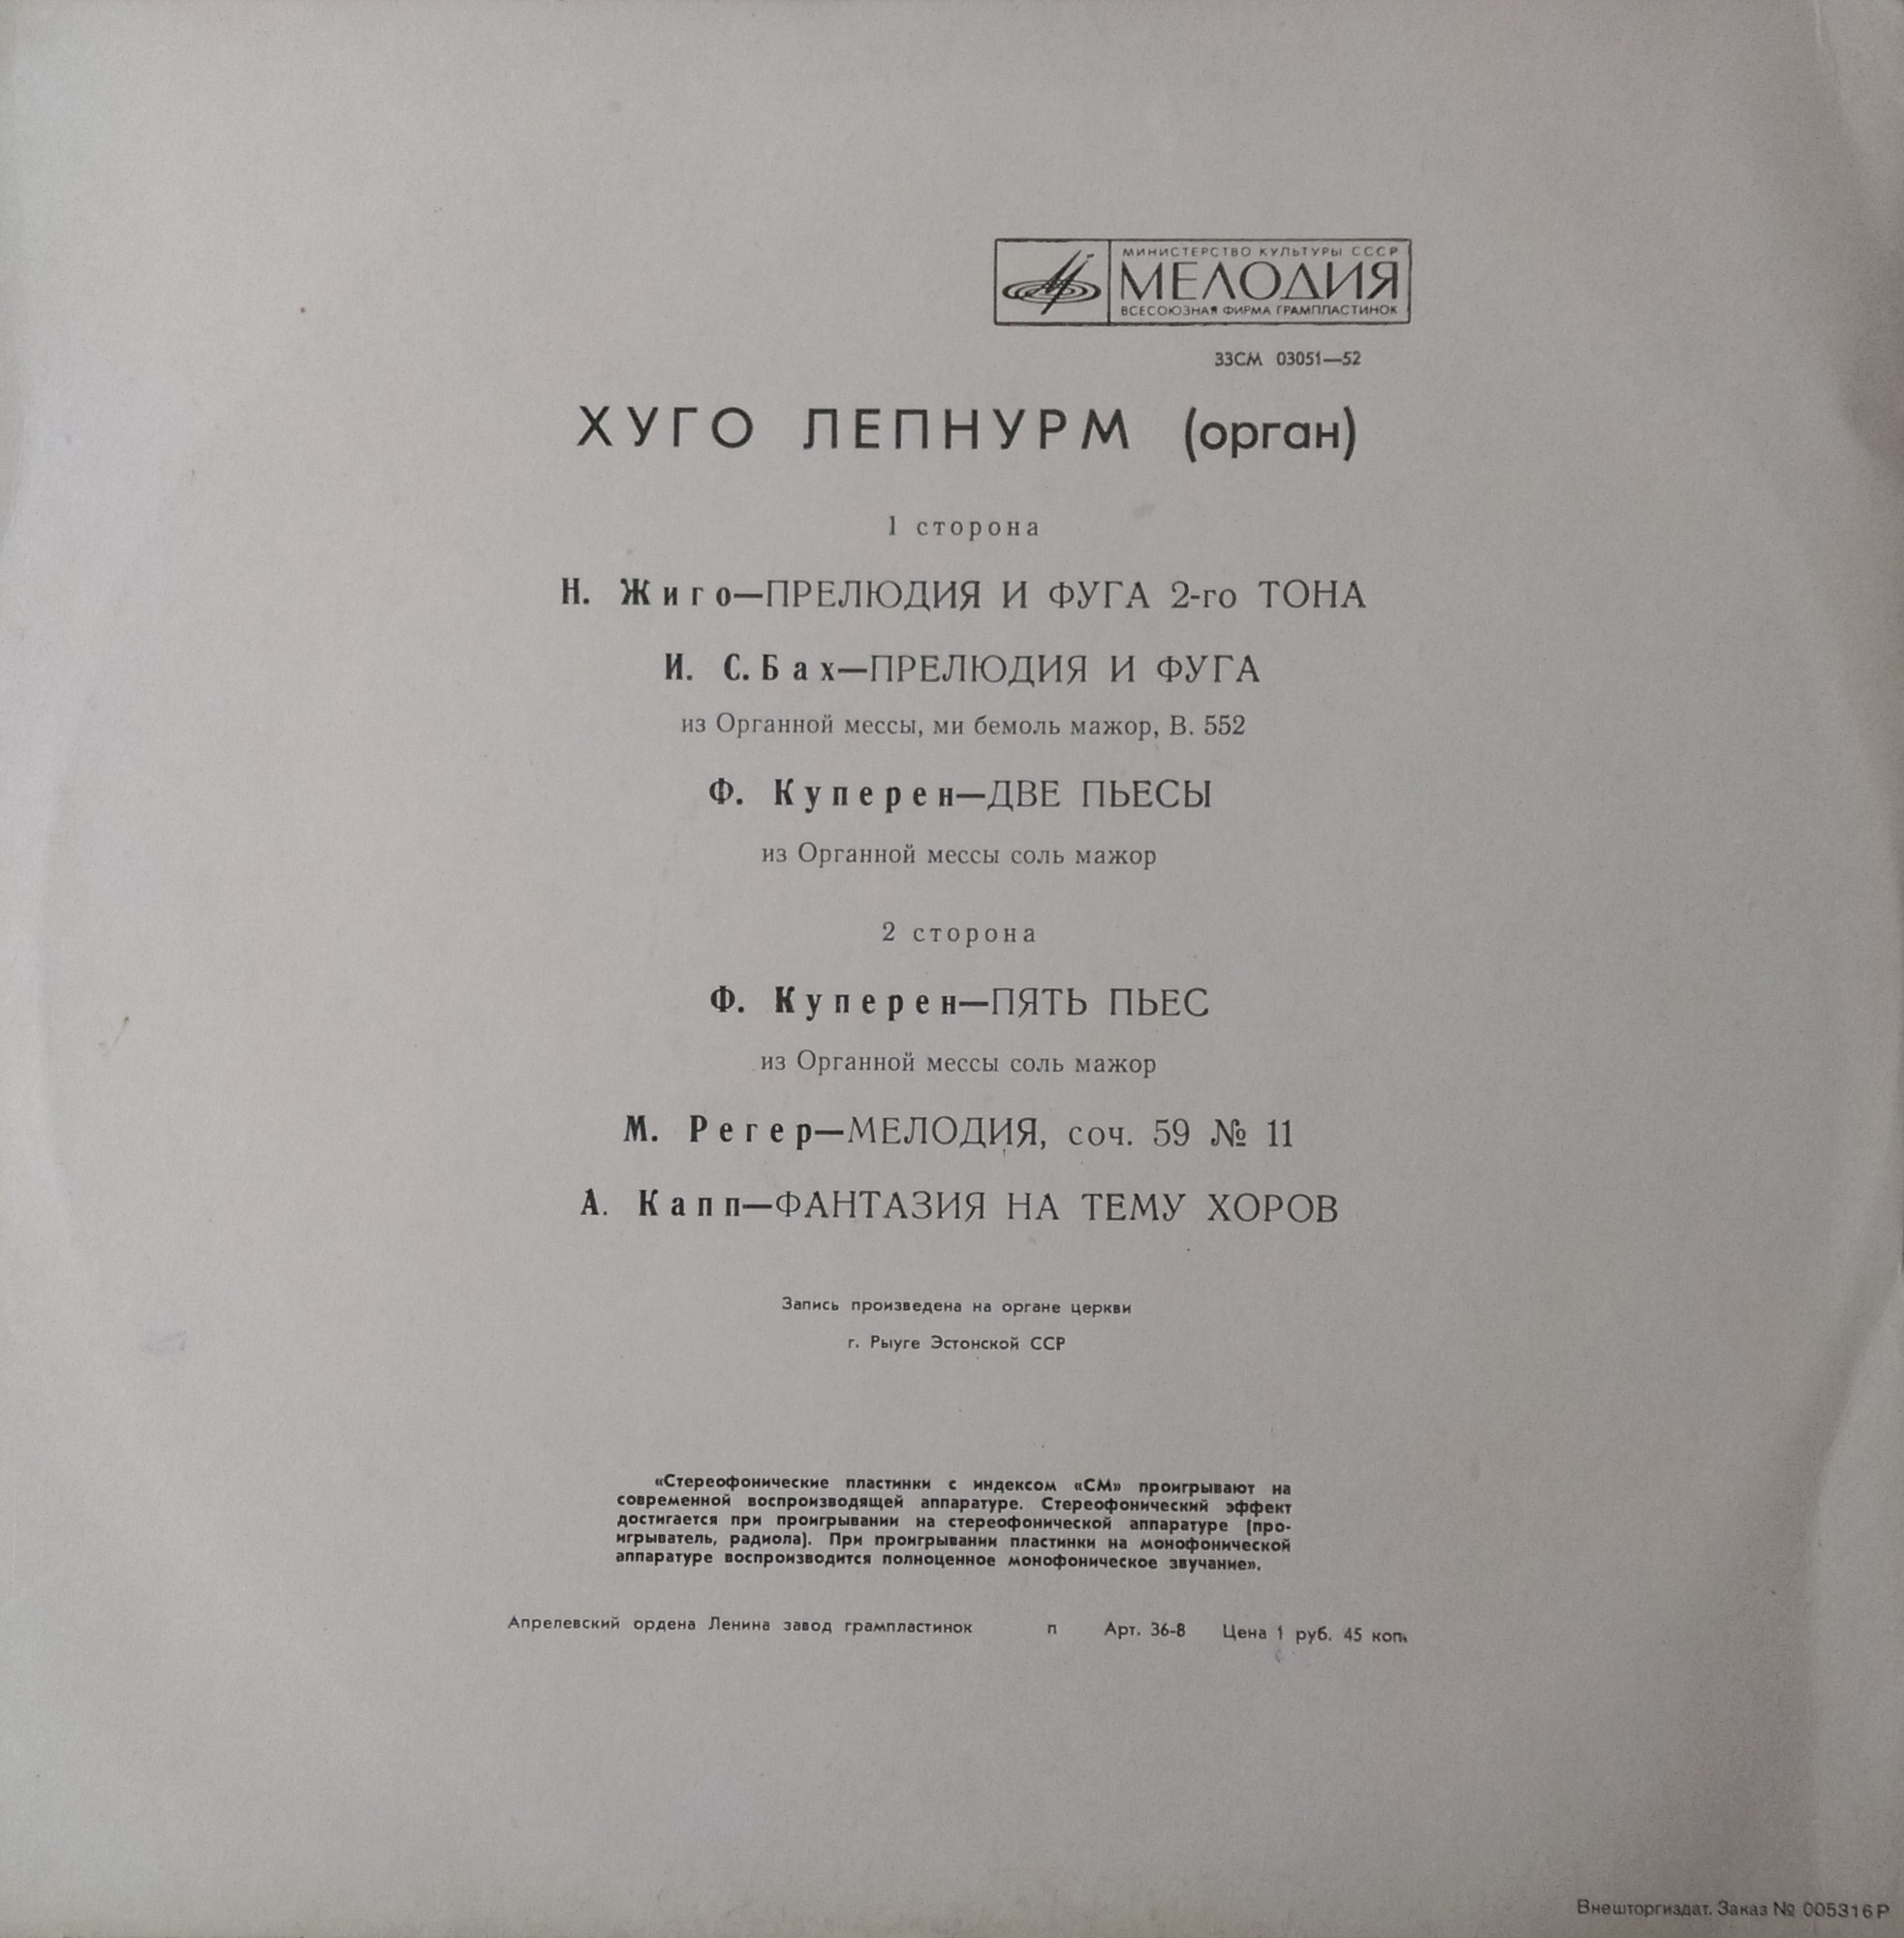 МИНИСТЕРСТВО КУЛЬТУРЫ СССР
МЕЛОДИЯ
ВСЕСОЮЗНАЯ ФИРМА ГРАМПЛАСТИНОК
33СМ 03051—52
ХУГО ЛЕПНУРМ (орган)
1 сторона
Н. Жиго—ПРЕЛЮДИЯ И ФУГА 2-го ТОНА
И. С. Бах—ПРЕЛЮДИЯ И ФУГА
из Органной мессы, ми бемоль мажор, В. 552
Ф. Куперен—ДВЕ ПЬЕСЫ
из Органной мессы соль мажор
2 сторона
Ф. Куперен—ПЯТЬ ПЬЕС
из Органной мессы соль мажор
М. Регер—МЕЛОДИЯ, соч. 59 № 11
А. Капп—ФАНТАЗИЯ НА ТЕМУ ХОРОВ
Запись произведена на органе церкви
г. Рыуге Эстонской ССР
«Стереофонические пластинки с индексом «СМ» проигрывают на
современной воспроизводящей аппаратуре. Стереофонический эффект
достигается при проигрывании на стереофонической аппаратуре (про-
игрыватель, радиола). При проигрывании пластинки на монофонической
аппаратуре воспроизводится полноценное монофоническое звучание».
Апрелевский ордена Ленина завод грампластинок п Арт. 36-8 Цена 1 руб. 45 коп.
Внешторгиздат. Заказ № 005316Р